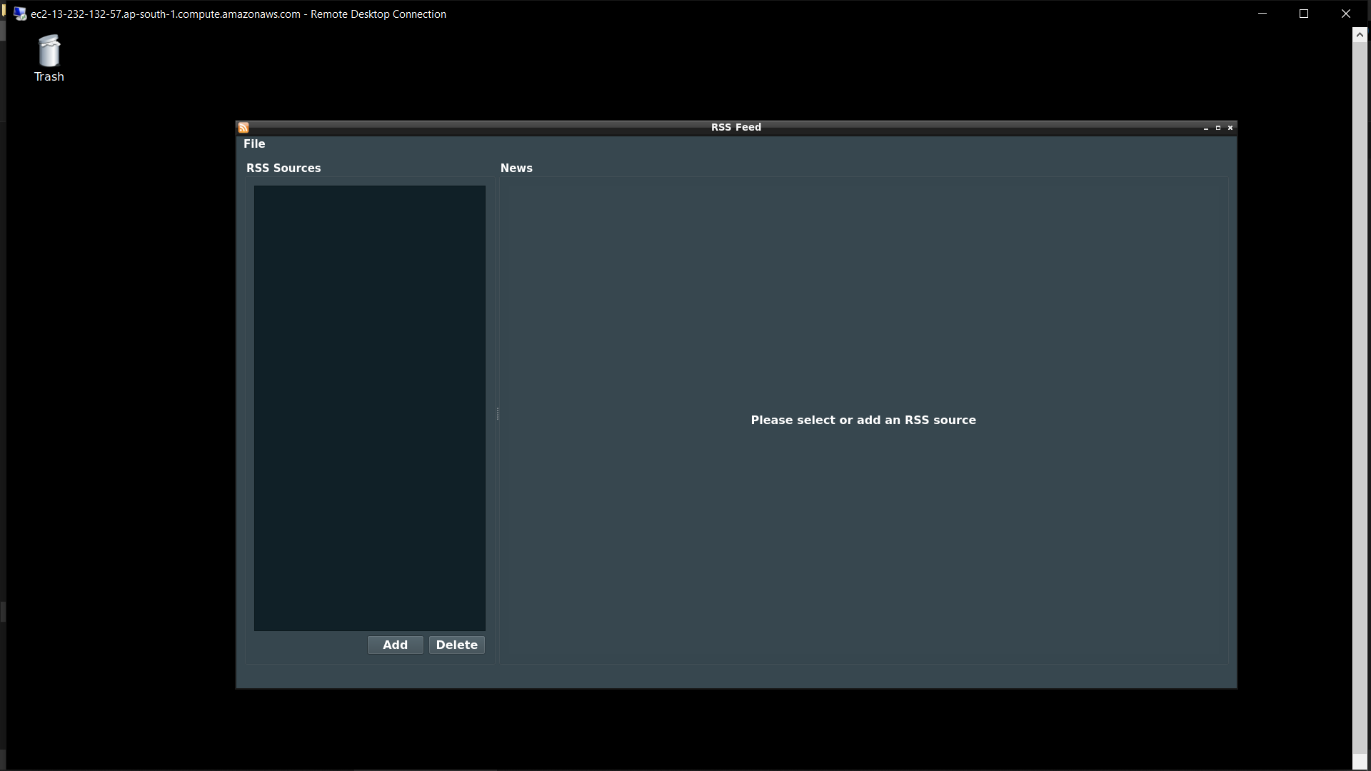 ec2-13-232-132-57.ap-south-1.compute.amazonaws.com - Remote Desktop Connection
Trash
RSS Feed
File
RSS Sources
News
Please select or add an RSS source
Add
Delete